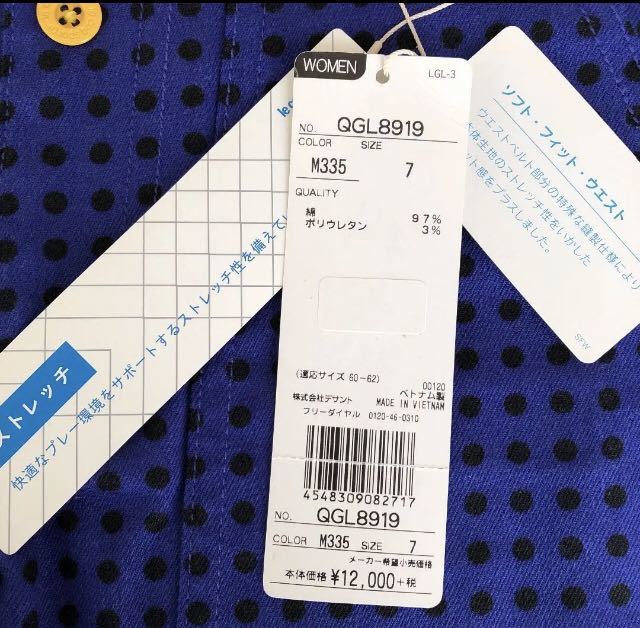 WOMEN
LGL-3
NO. QGL8919
COLOR SIZE
M335 7
QUALITY
綿 97%
ポリウレタン 3%
(適応サイズ 60-62)
00120
ベトナム製
株式会社デサント MADE IN VIETNAM
フリーダイヤル 0120-46-0310
4548309082717
NO. QGL8919
COLOR M335 SIZE 7
メーカー希望小売価格
本体価格 ¥12,000+税
ストレッチ
快適なプレー環境をサポートするストレッチ性を備えてい
le
ソフト・フィット・ウエスト
ウエストベルト部分の特殊な縫製仕様により
本体生地のストレッチ性をいかした
ット感をプラスしました。
SFW